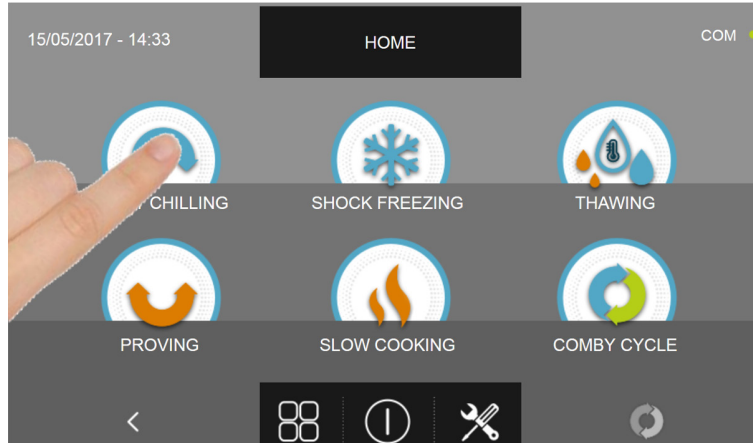 15/05/2017 - 14:33
HOME
COM
CHILLING
SHOCK FREEZING
THAWING
PROVING
SLOW COOKING
COMBY CYCLE